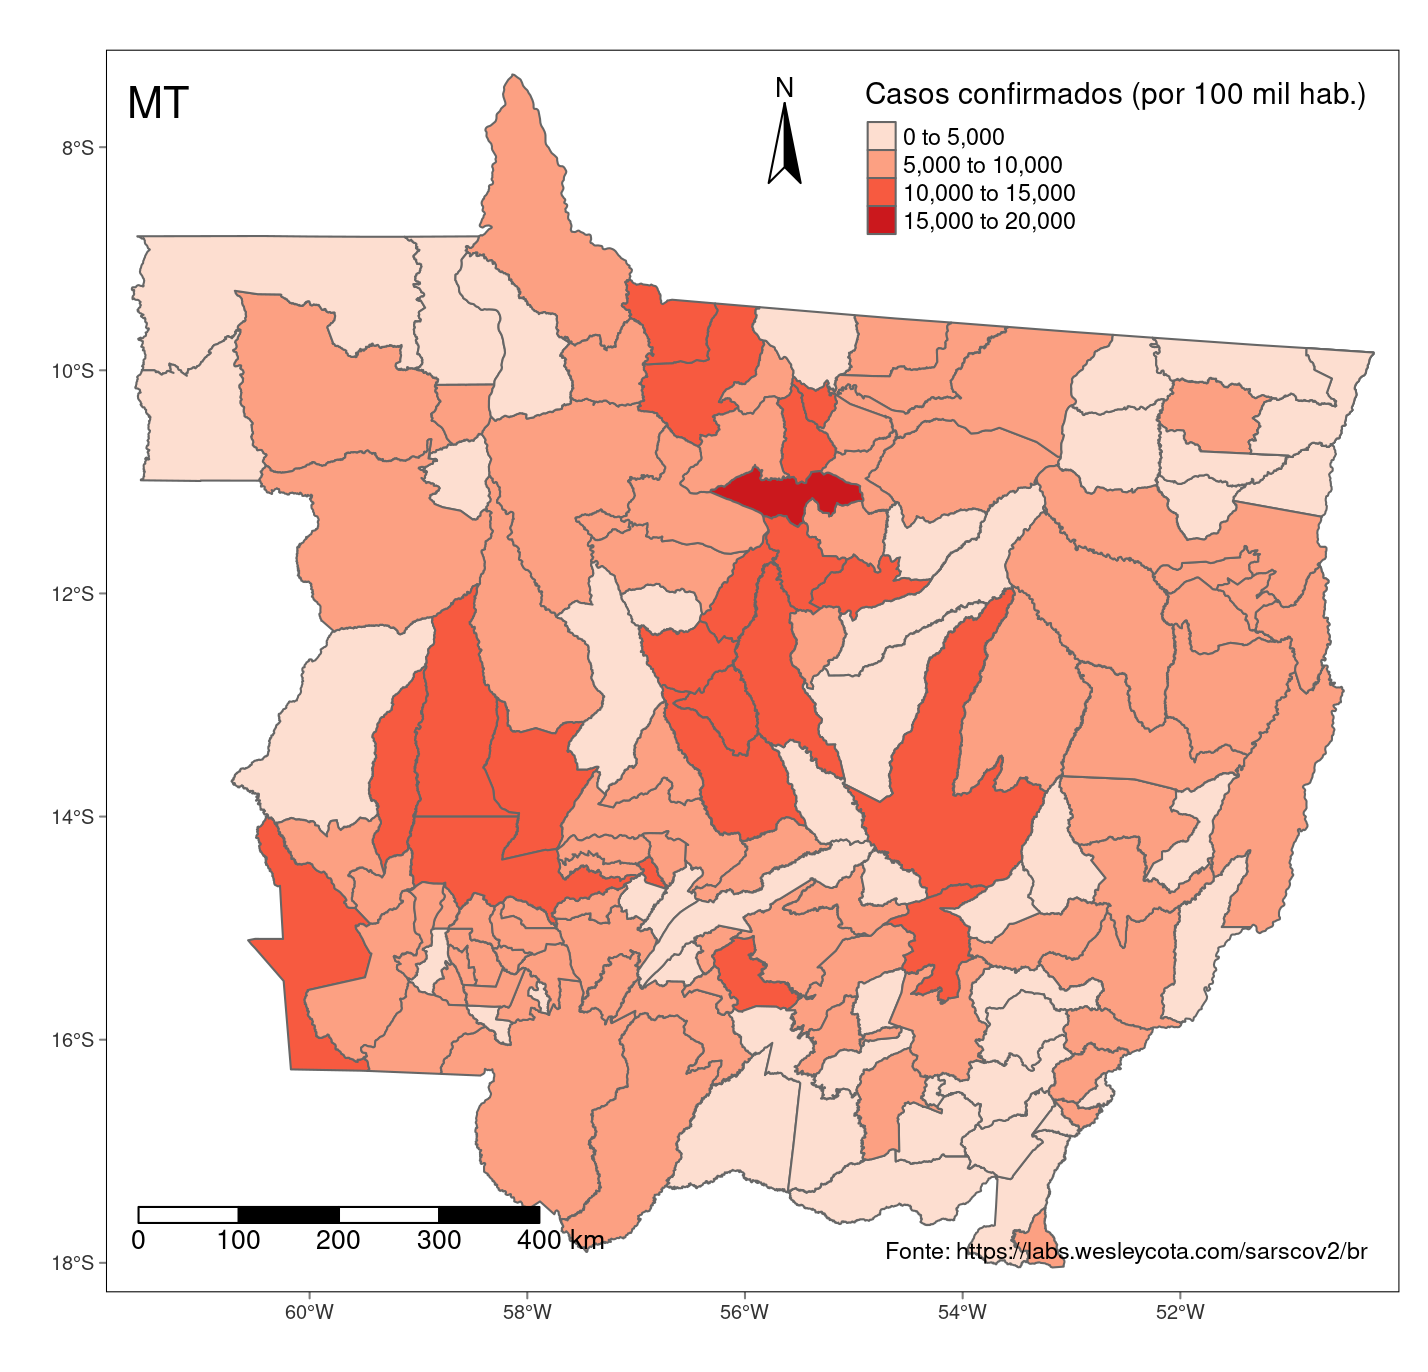 MT
N
Casos confirmados (por 100 mil hab.)
0 to 5,000
5,000 to 10,000
10,000 to 15,000
15,000 to 20,000
8°S
10°S
12°S
14°S
16°S
18°S
0 100 200 300 400 km
Fonte: https://labs.wesleycota.com/sarscov2/br
60°W 58°W 56°W 54°W 52°W